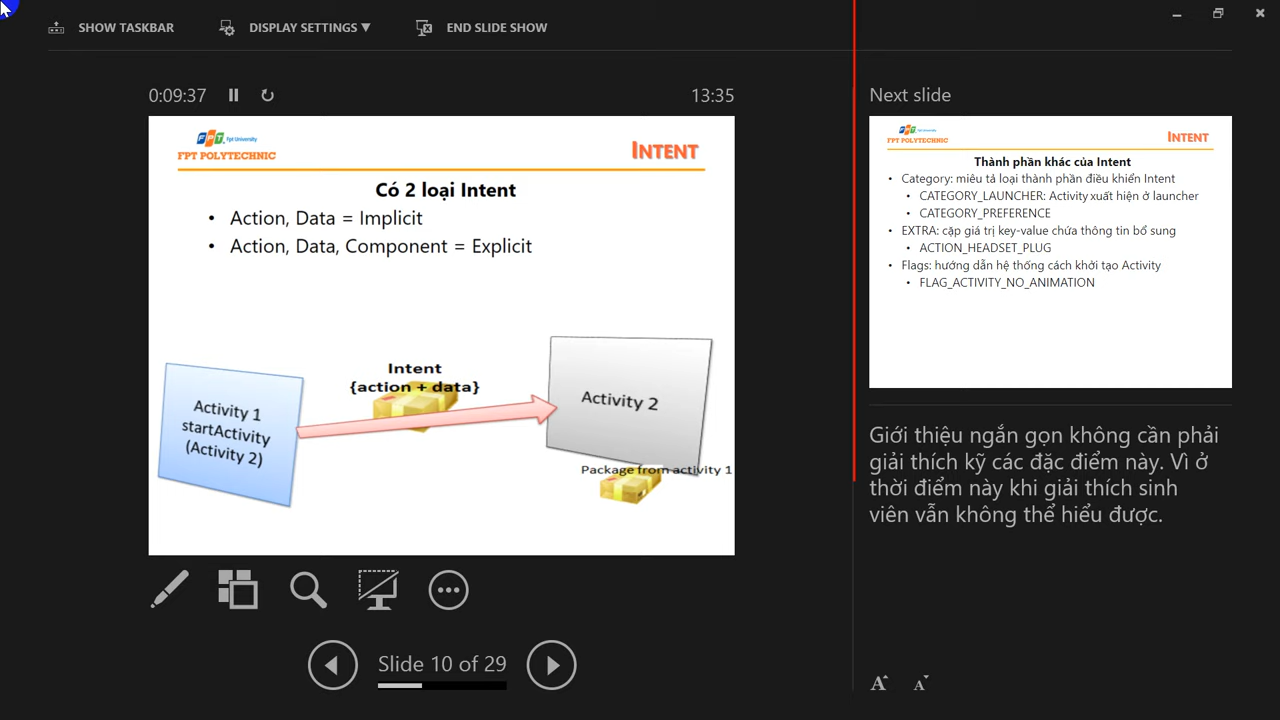 SHOW TASKBAR
DISPLAY SETTINGS ▼
END SLIDE SHOW
0:09:37
13:35
FPT Fpt University
FPT POLYTECHNIC
INTENT
Có 2 loại Intent
• Action, Data = Implicit
• Action, Data, Component = Explicit
Intent
{action + data}
Activity 1
startActivity
(Activity 2)
Activity 2
Package from activity 1
Slide 10 of 29
Next slide
FPT Fpt University
FPT POLYTECHNIC
INTENT
Thành phần khác của Intent
• Category: miêu tả loại thành phần điều khiển Intent
• CATEGORY_LAUNCHER: Activity xuất hiện ở launcher
• CATEGORY_PREFERENCE
• EXTRA: cặp giá trị key-value chứa thông tin bổ sung
• ACTION_HEADSET_PLUG
• Flags: hướng dẫn hệ thống cách khởi tạo Activity
• FLAG_ACTIVITY_NO_ANIMATION
Giới thiệu ngắn gọn không cần phải
giải thích kỹ các đặc điểm này. Vì ở
thời điểm này khi giải thích sinh
viên vẫn không thể hiểu được.
A A